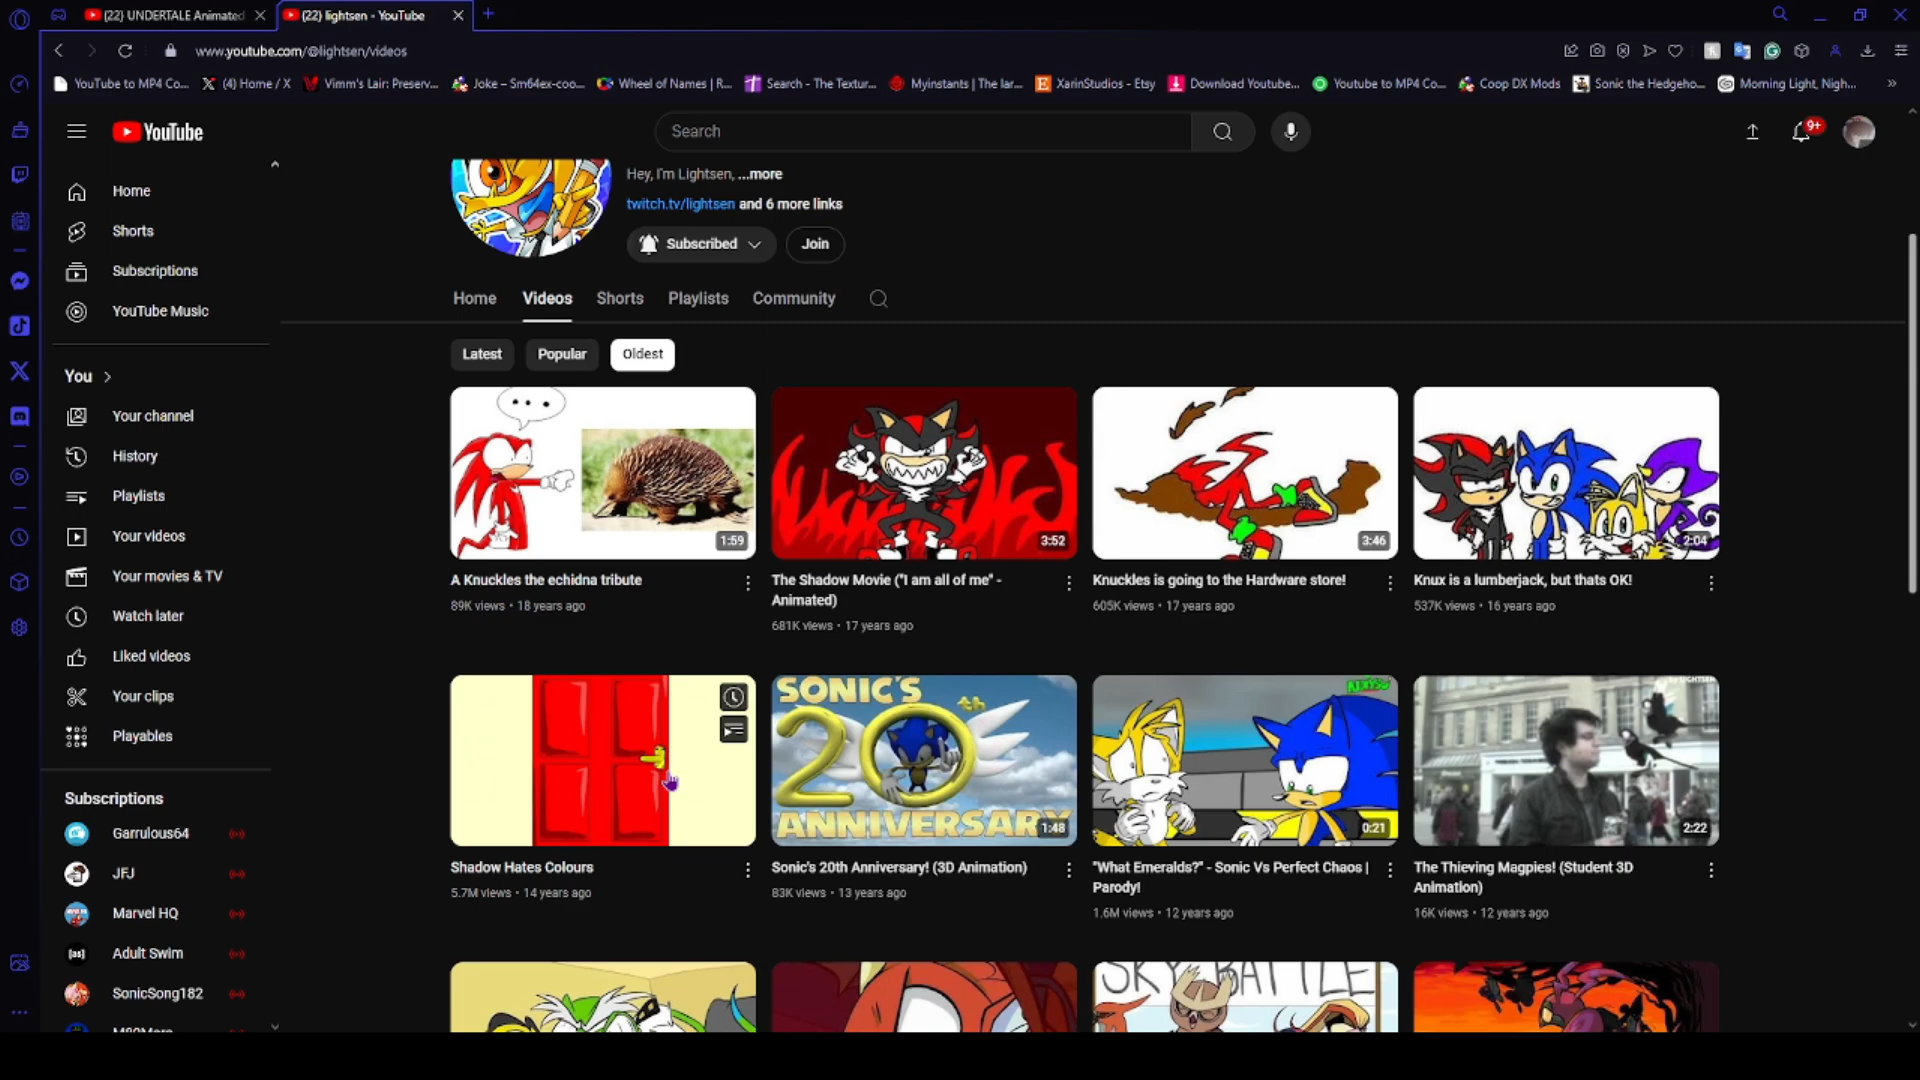 (22) UNDERTALE Animated
(22) lightsen - YouTube
www.youtube.com/@lightsen/videos
YouTube to MP4 Co...
(4) Home / X
Vimm's Lair: Preserv...
Joke – Sm64ex-coo...
Wheel of Names | R...
Search - The Textur...
Myinstants | The lar...
XarinStudios - Etsy
Download Youtube...
Youtube to MP4 Co...
Coop DX Mods
Sonic the Hedgeho...
Morning Light, Nigh...
YouTube
Search
9+
Home
Shorts
Subscriptions
YouTube Music
You
Your channel
History
Playlists
Your videos
Your movies & TV
Watch later
Liked videos
Your clips
Playables
Subscriptions
Garrulous64
JFJ
Marvel HQ
[as] Adult Swim
SonicSong182
Hey, I'm Lightsen, ...more
twitch.tv/lightsen and 6 more links
Subscribed
Join
Home
Videos
Shorts
Playlists
Community
Latest
Popular
Oldest
1:59
A Knuckles the echidna tribute
89K views • 18 years ago
3:52
The Shadow Movie ("I am all of me" -
Animated)
681K views • 17 years ago
3:46
Knuckles is going to the Hardware store!
605K views • 17 years ago
2:04
Knux is a lumberjack, but thats OK!
537K views • 16 years ago
Shadow Hates Colours
5.7M views • 14 years ago
SONIC'S
20th
ANNIVERSARY
1:48
Sonic's 20th Anniversary! (3D Animation)
83K views • 13 years ago
0:21
"What Emeralds?" - Sonic Vs Perfect Chaos |
Parody!
1.6M views • 12 years ago
2:22
The Thieving Magpies! (Student 3D
Animation)
16K views • 12 years ago
SKY BATTLE